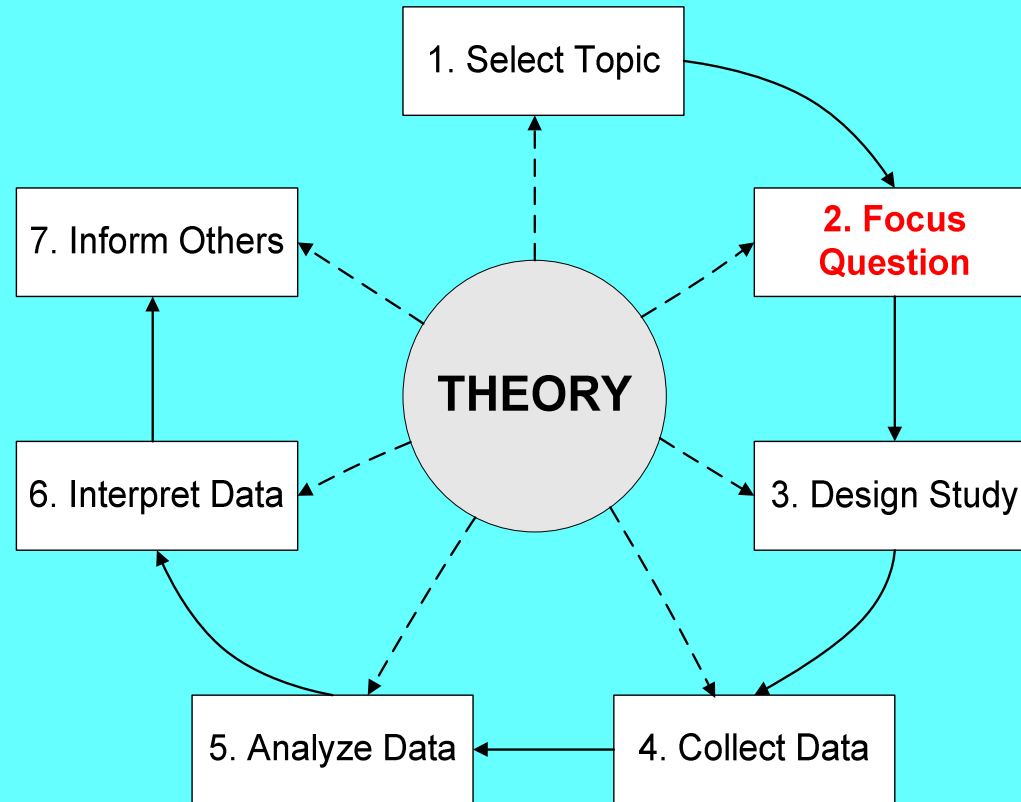 1. Select Topic
2. Focus
Question
3. Design Study
4. Collect Data
5. Analyze Data
6. Interpret Data
7. Inform Others
THEORY